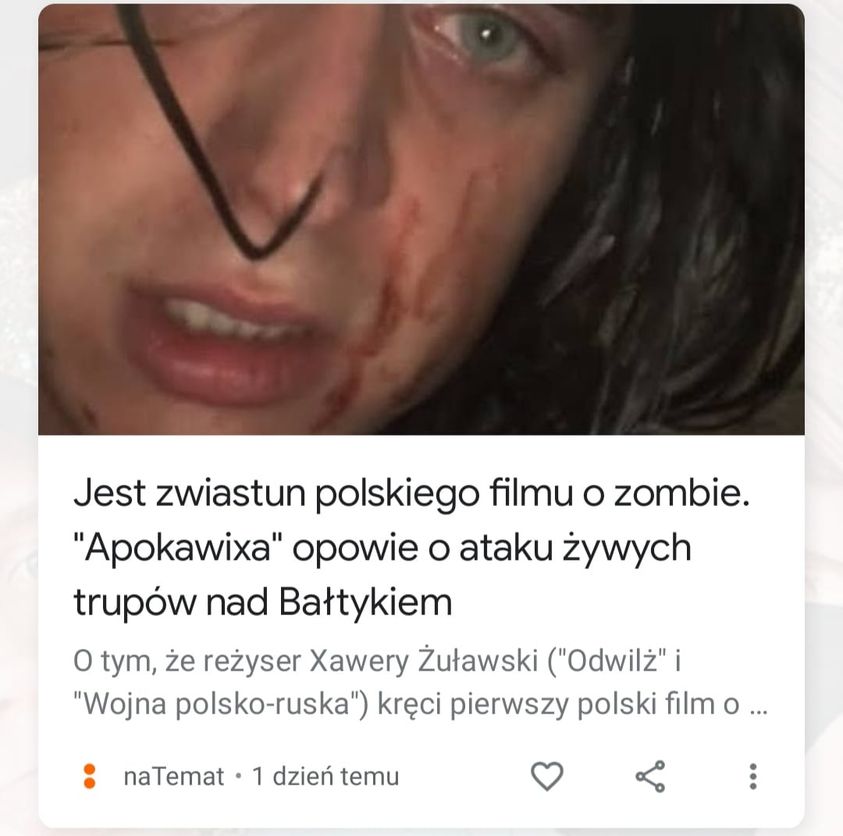 Jest zwiastun polskiego filmu o zombie.
"Apokawixa" opowie o ataku żywych
trupów nad Bałtykiem
O tym, że reżyser Xawery Żuławski ("Odwilż" i
"Wojna polsko-ruska") kręci pierwszy polski film o ...
naTemat • 1 dzień temu